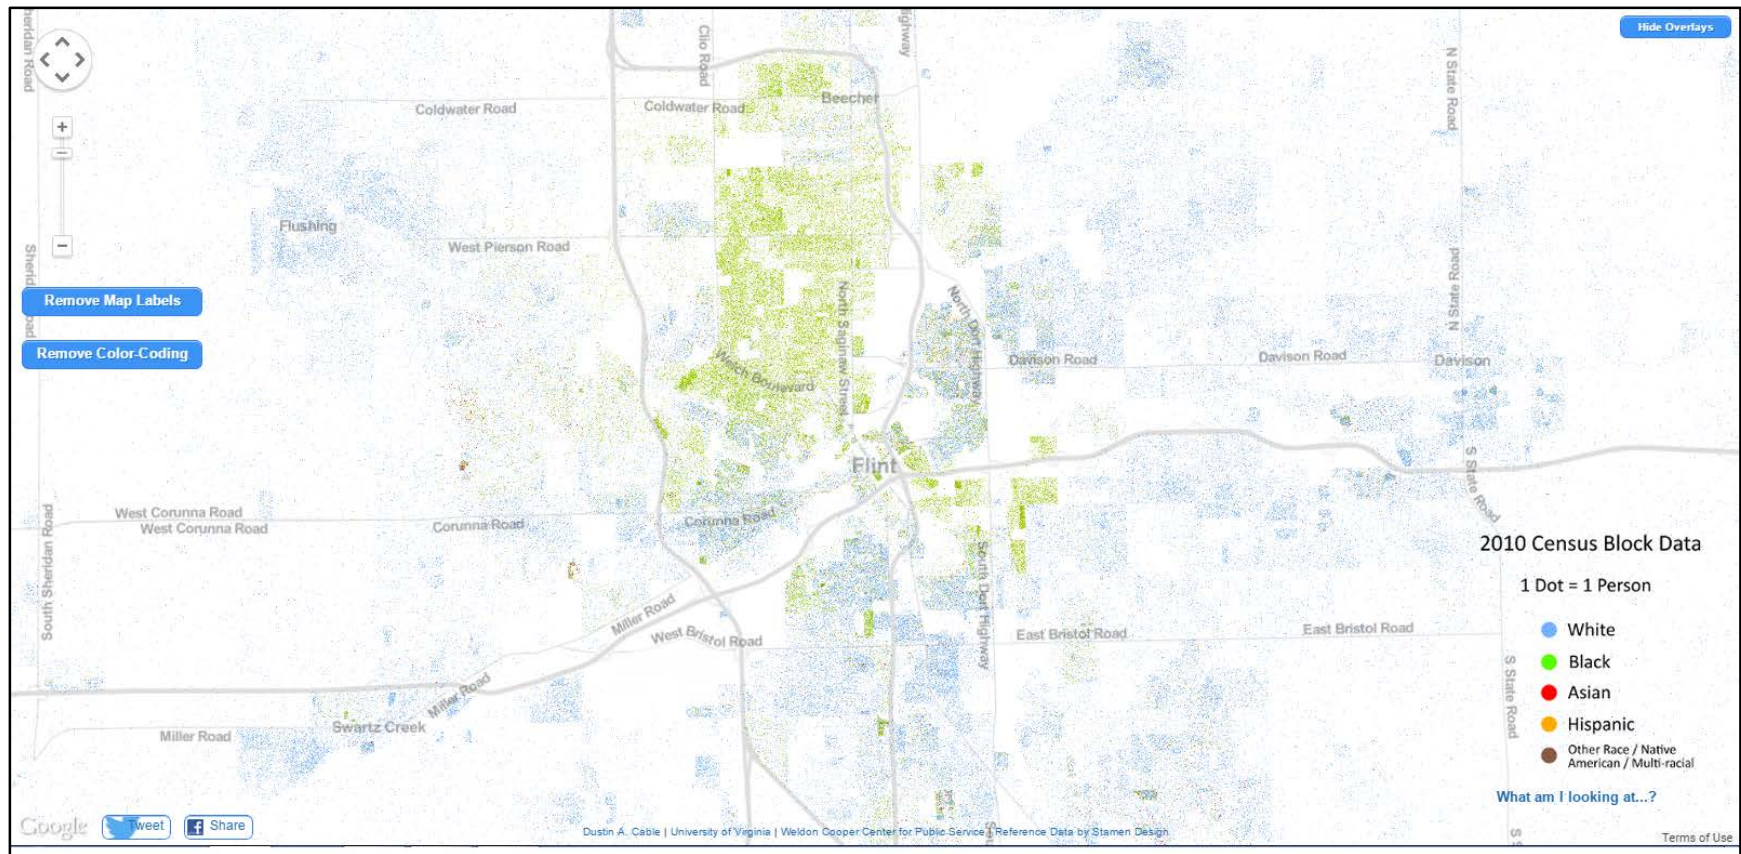 Sheridan Road
Clio Road
Highway
Hide Overlays
N State Road
Coldwater Road
Coldwater Road
Beecher
Flushing
West Pierson Road
Sherid
oad
N State Road
N
Remove Map Labels
Remove Color-Coding
North Saginaw Street
North Dort Highway
Welch Boulevard
Davison Road
Davison Road
Davison
Flint
S State Road
West Corunna Road
West Corunna Road
Corunna Road
Corunna Road
South Sheridan Road
South Dort Highway
2010 Census Block Data
1 Dot = 1 Person
White
Black
Asian
Hispanic
Other Race / Native
American / Multi-racial
What am I looking at...?
Miller Road
West Bristol Road
East Bristol Road
East Bristol Road
S State Road
Miller Road
Swartz Creek
Miller Road
Google
Tweet
f Share
Dustin A. Cable | University of Virginia | Weldon Cooper Center for Public Service | Reference Data by Stamen Design
Terms of Use